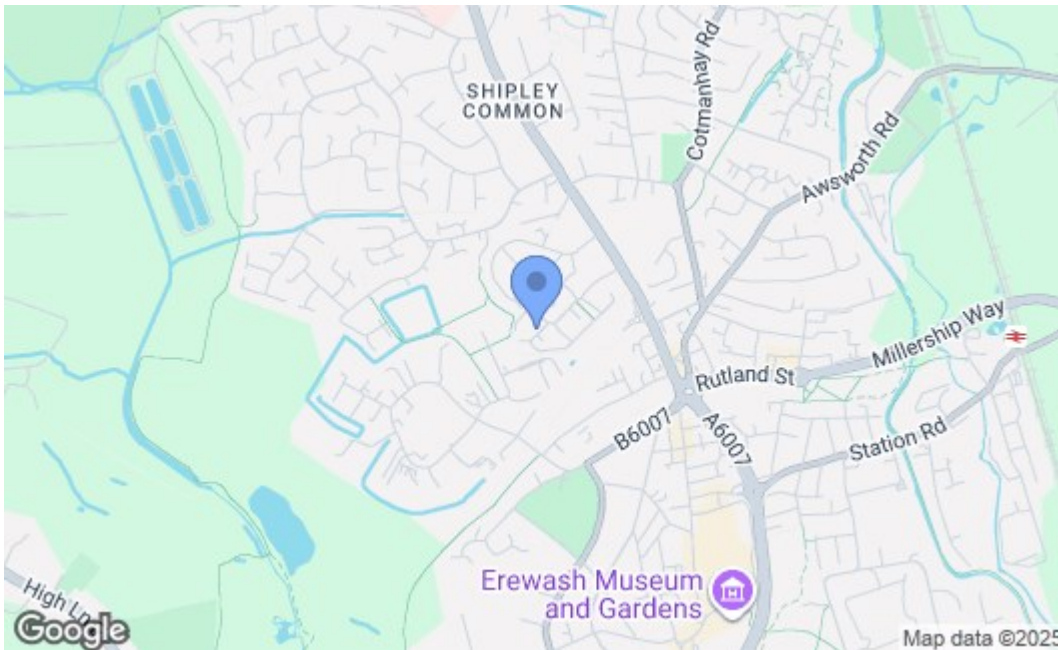 SHIPLEY
COMMON
Cotmanhay Rd
Awsworth Rd
Millership Way
Rutland St
B6007
A6007
Station Rd
Erewash Museum
and Gardens
High Ln
Google
Map data ©2025